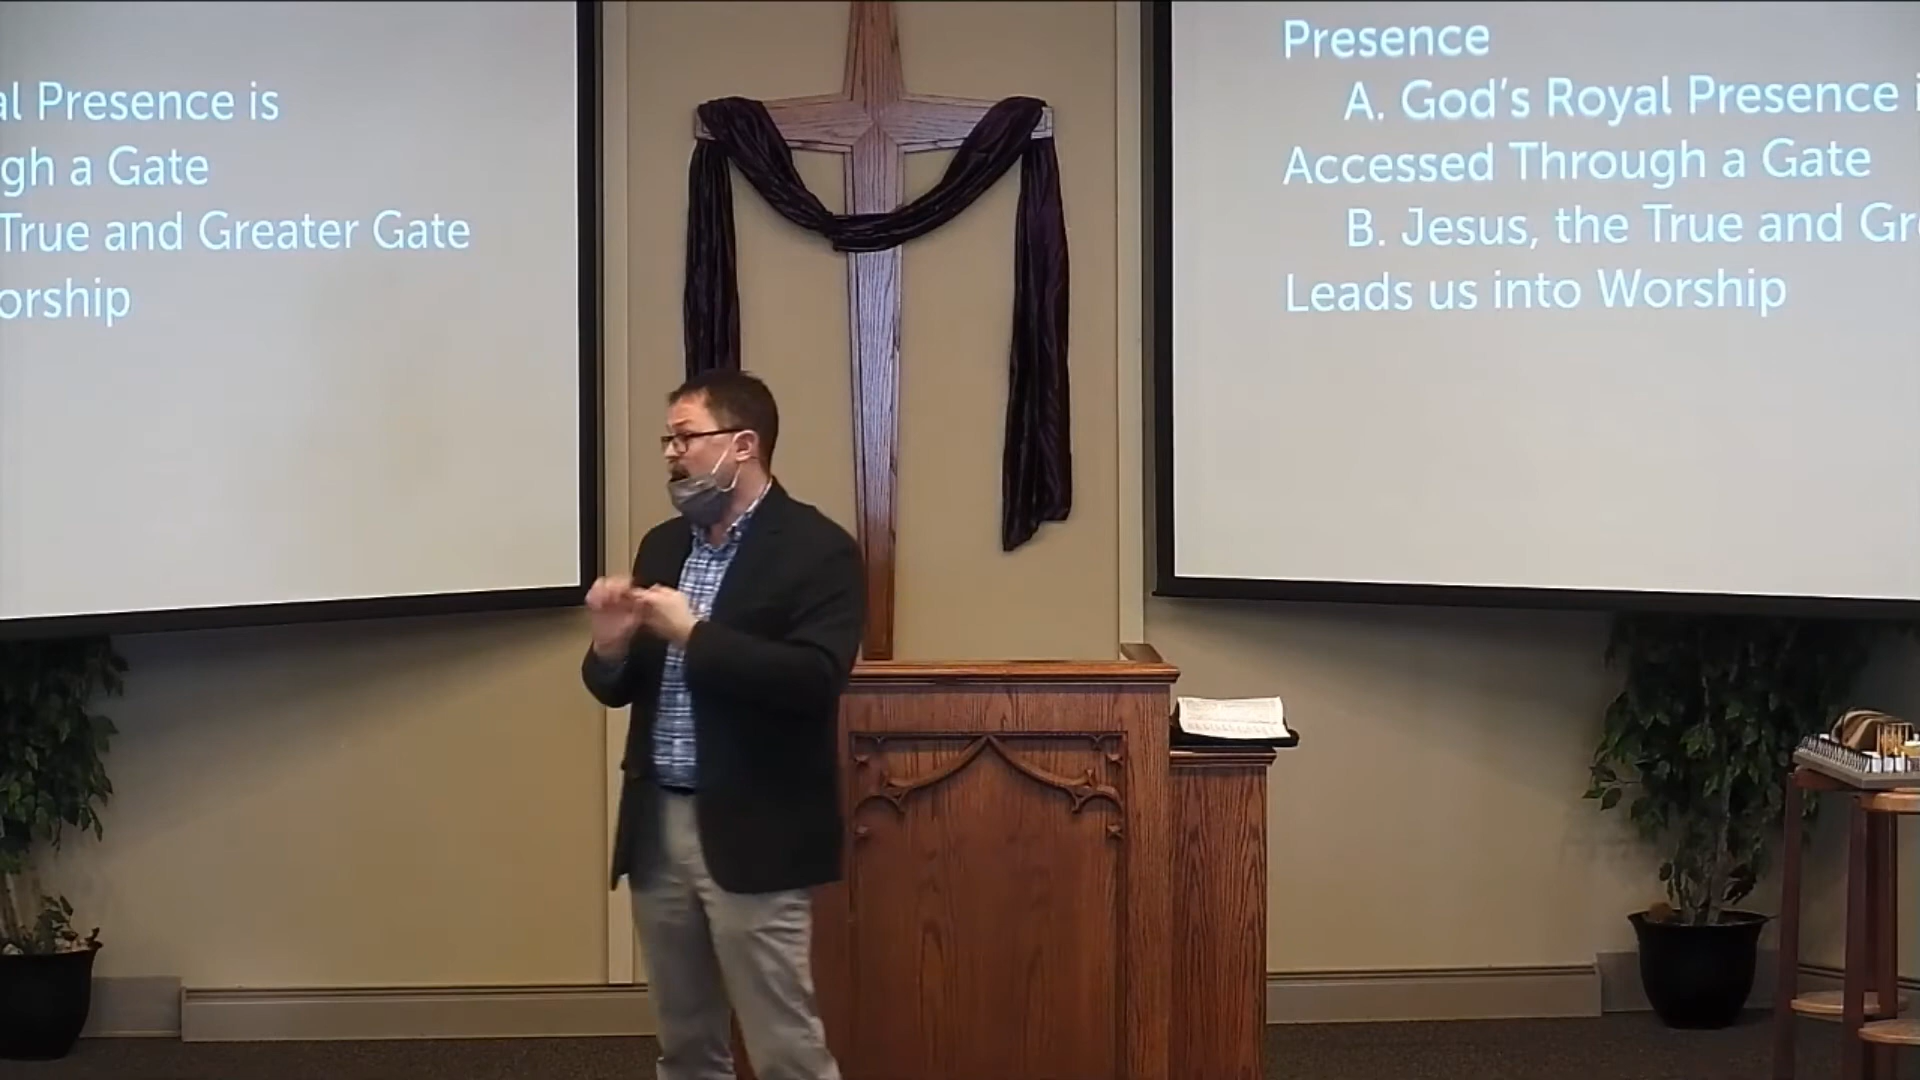 al Presence is
gh a Gate
True and Greater Gate
orship
Presence
A. God's Royal Presence i
Accessed Through a Gate
B. Jesus, the True and Gr
Leads us into Worship